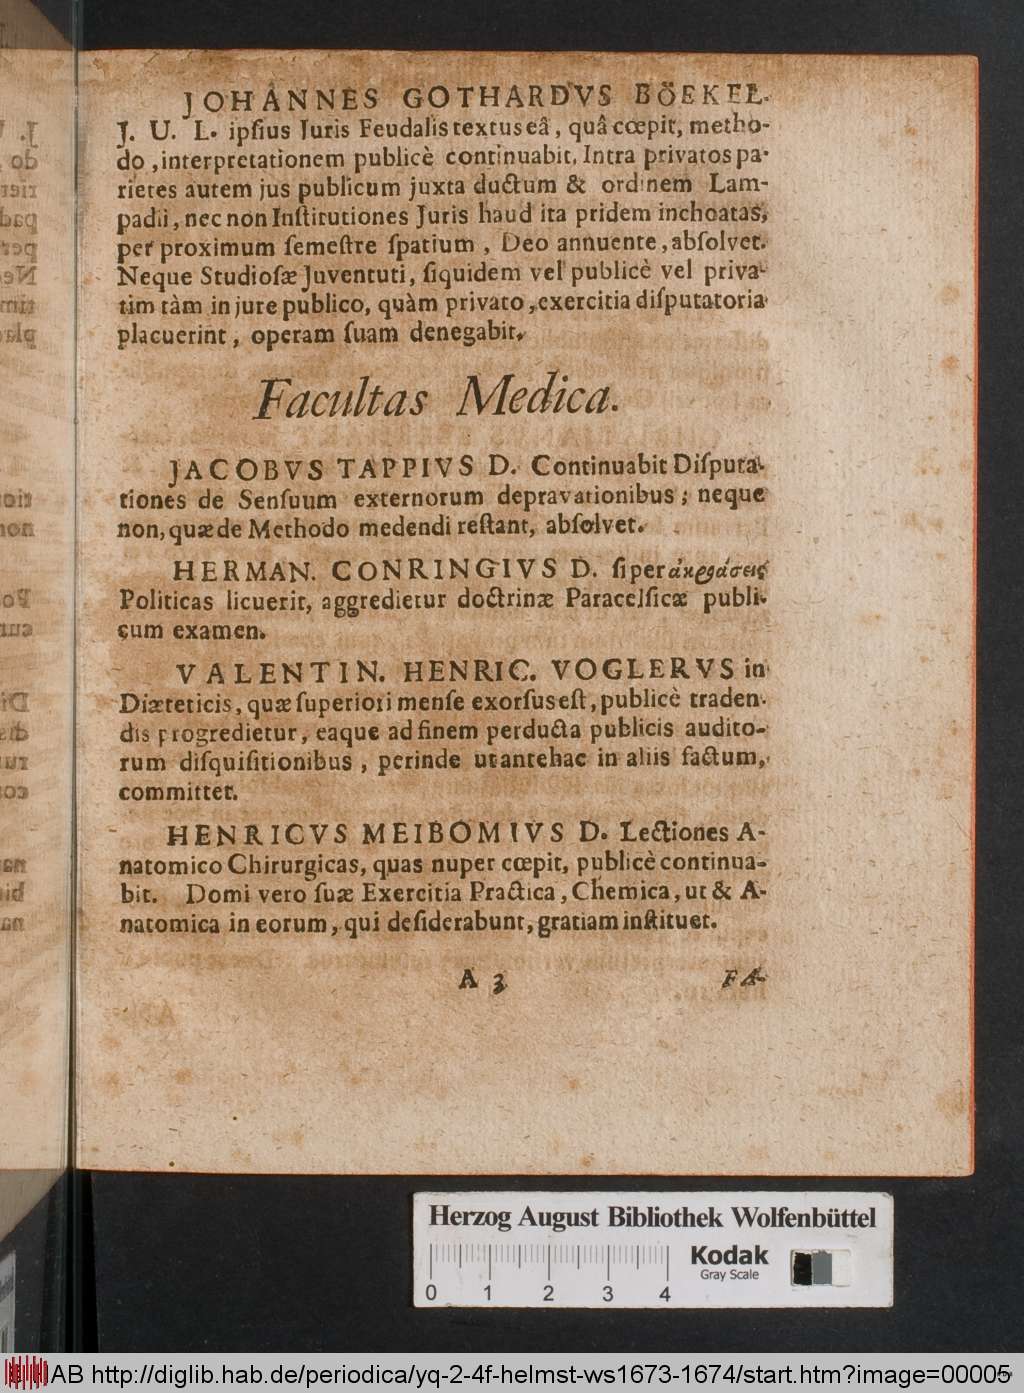 JOHANNES GOTHARDVS BÖEKEL.
J. U. L. ipſius Juris Feudalis textus eâ, quâ cœpit, metho-
do, interpretationem publicè continuabit. Intra privatos pa-
rietes autem jus publicum juxta ductum & ordinem Lam-
padii, nec non Inſtitutiones Juris haud ita pridem inchoatas,
per proximum ſemeſtre ſpatium, Deo annuente, abſolvet.
Neque Studioſæ Juventuti, ſiquidem vel publicè vel priva-
tim tàm in jure publico, quàm privato, exercitia diſputatoria
placuerint, operam ſuam denegabit.
Facultas Medica.
JACOBVS TAPPIVS D. Continuabit Diſputa-
tiones de Senſuum externorum depravationibus; neque
non, quæ de Methodo medendi reſtant, abſolvet.
HERMAN. CONRINGIVS D. ſi per ἀκροάσεις
Politicas licuerit, aggredietur doctrinæ Paracelſicæ publi-
cum examen.
VALENTIN. HENRIC. VOGLERVS in
Diæteticis, quæ ſuperiori menſe exorſus eſt, publicè traden-
dis progredietur, eaque ad finem perducta publicis audito-
rum diſquiſitionibus, perinde ut antehac in aliis factum,
committet.
HENRICVS MEIBOMIVS D. Lectiones A-
natomico Chirurgicas, quas nuper cœpit, publicè continua-
bit. Domi vero ſuæ Exercitia Practica, Chemica, ut & A-
natomica in eorum, qui deſiderabunt, gratiam inſtituet.
A 3 FA-
Herzog August Bibliothek Wolfenbüttel
Kodak
Gray Scale
0 1 2 3 4
HAB http://diglib.hab.de/periodica/yq-2-4f-helmst-ws1673-1674/start.htm?image=00005